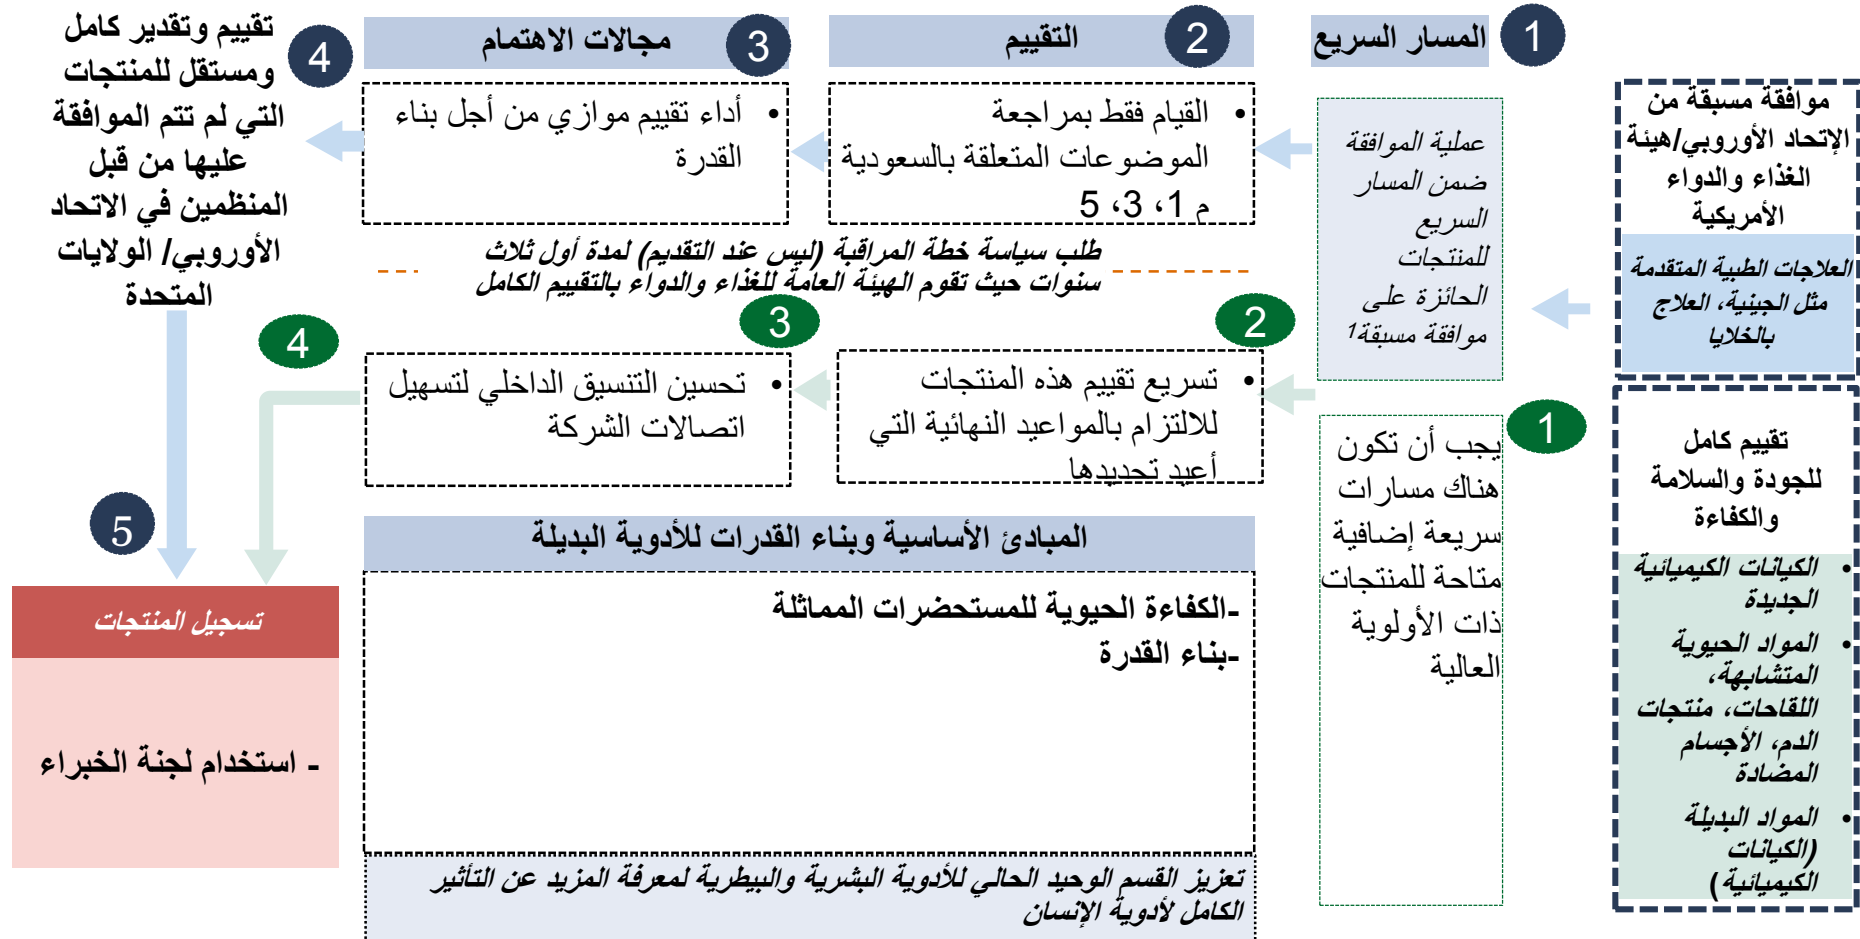 1
المسار السريع
2
التقييم
3
مجالات الاهتمام
4
تقييم وتقدير كامل
ومستقل للمنتجات
التي لم تتم الموافقة
عليها من قبل
المنظمين في الاتحاد
الأوروبي/ الولايات
المتحدة
موافقة مسبقة من
الإتحاد الأوروبي/هيئة
الغذاء والدواء
الأمريكية
العلاجات الطبية المتقدمة
مثل الجينية، العلاج
بالخلايا
عملية الموافقة
ضمن المسار
السريع
للمنتجات
الحائزة على
موافقة مسبقة1
• القيام فقط بمراجعة
الموضوعات المتعلقة بالسعودية
م 1، 3، 5
• أداء تقييم موازي من أجل بناء
القدرة
طلب سياسة خطة المراقبة (ليس عند التقديم) لمدة أول ثلاث
سنوات حيث تقوم الهيئة العامة للغذاء والدواء بالتقييم الكامل
تقييم كامل
للجودة والسلامة
والكفاءة
• الكيانات الكيميائية
الجديدة
• المواد الحيوية
المتشابهة،
اللقاحات، منتجات
الدم، الأجسام
المضادة
• المواد البديلة
(الكيانات
الكيميائية)
1
يجب أن تكون
هناك مسارات
سريعة إضافية
متاحة للمنتجات
ذات الأولوية
العالية
2
• تسريع تقييم هذه المنتجات
للالتزام بالمواعيد النهائية التي
أعيد تحديدها
3
• تحسين التنسيق الداخلي لتسهيل
اتصالات الشركة
4
5
المبادئ الأساسية وبناء القدرات للأدوية البديلة
-الكفاءة الحيوية للمستحضرات المماثلة
-بناء القدرة
تعزيز القسم الوحيد الحالي للأدوية البشرية والبيطرية لمعرفة المزيد عن التأثير
الكامل لأدوية الإنسان
تسجيل المنتجات
- استخدام لجنة الخبراء